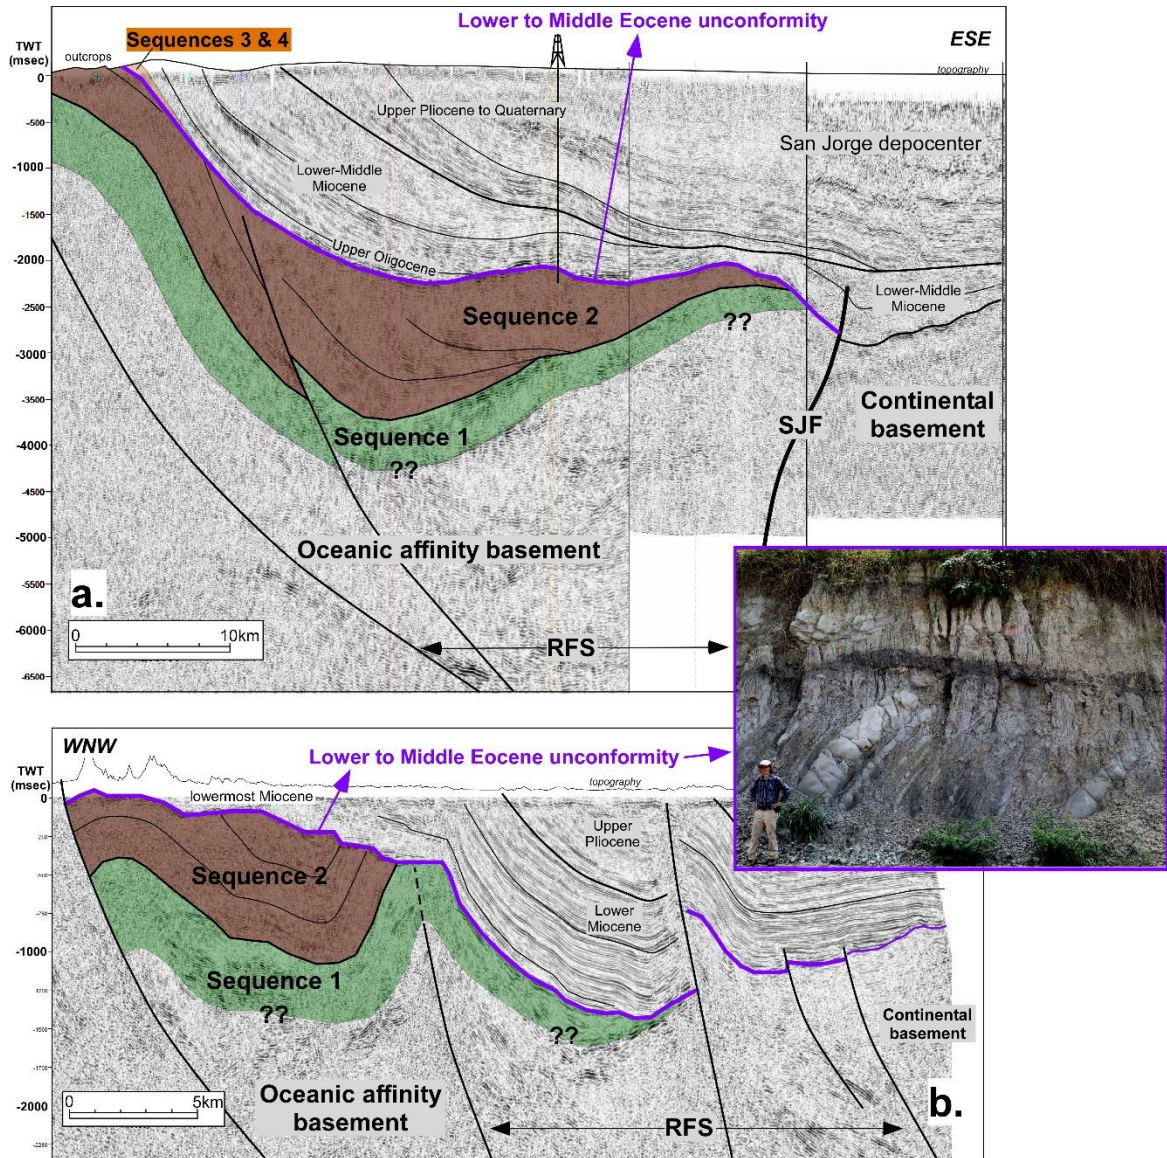 Lower to Middle Eocene unconformity
Sequences 3 & 4
ESE
TWT
(msec)
outcrops
topography
0
-500
-1000
-1500
-2000
-2500
-3000
-3500
-4000
-4500
-5000
-5500
-6000
-6500
Upper Pliocene to Quaternary
San Jorge depocenter
Lower-Middle
Miocene
Upper Oligocene
Lower-Middle
Miocene
Sequence 2
??
Continental
basement
SJF
Sequence 1
??
Oceanic affinity basement
a.
0
10km
RFS
WNW
Lower to Middle Eocene unconformity
TWT
(msec)
topography
0
-1000
-2000
lowermost Miocene
Upper
Pliocene
Sequence 2
Lower
Miocene
Sequence 1
??
??
Continental
basement
Oceanic affinity
basement
b.
0
5km
RFS